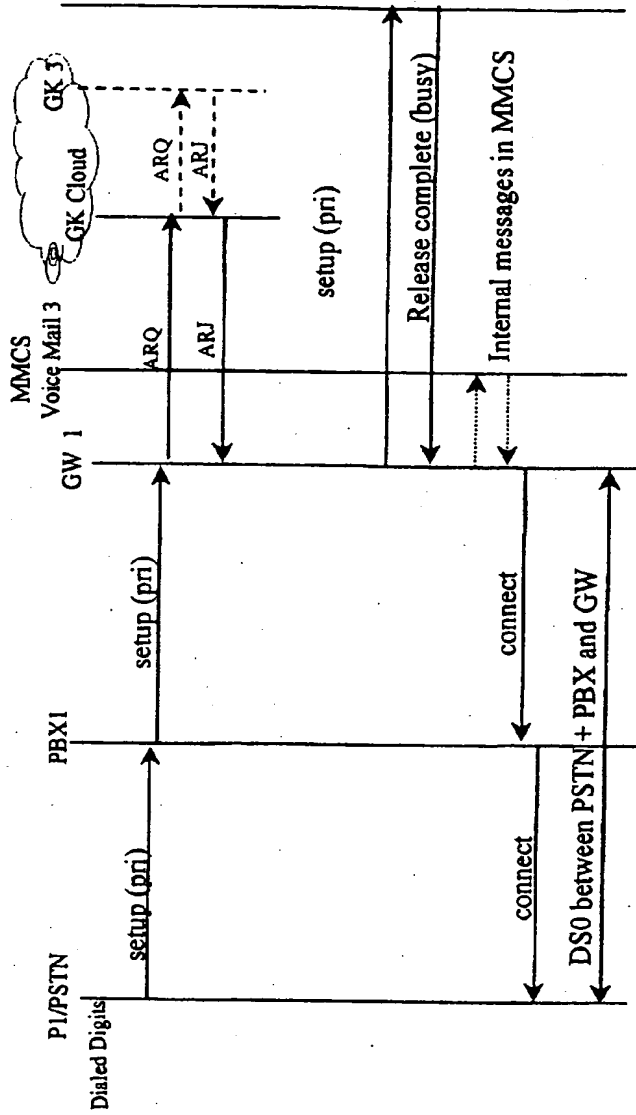 P1/PSTN
Dialed Digits
PBX1
GW 1
MMCS
Voice Mail 3
GK Cloud
GK 3
setup (pri)
setup (pri)
ARQ
ARJ
ARQ
ARJ
setup (pri)
Release complete (busy)
Internal messages in MMCS
connect
connect
DS0 between PSTN + PBX and GW